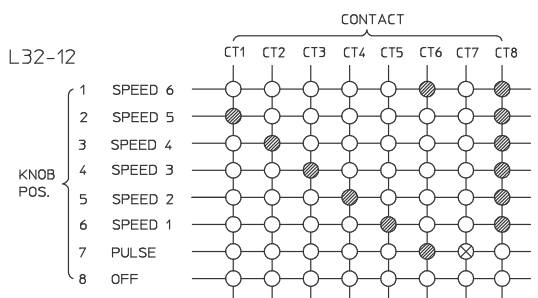 CONTACT
L32-12
CT1 CT2 CT3 CT4 CT5 CT6 CT7 CT8
1 SPEED 6
2 SPEED 5
3 SPEED 4
KNOB POS.
4 SPEED 3
5 SPEED 2
6 SPEED 1
7 PULSE
8 OFF